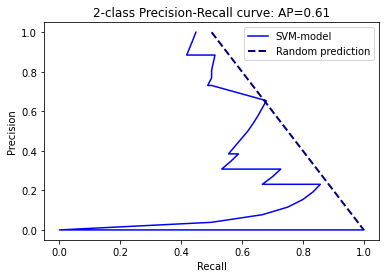 2-class Precision-Recall curve: AP=0.61
SVM-model
Random prediction
Precision
1.0
0.8
0.6
0.4
0.2
0.0
0.0 0.2 0.4 0.6 0.8 1.0
Recall